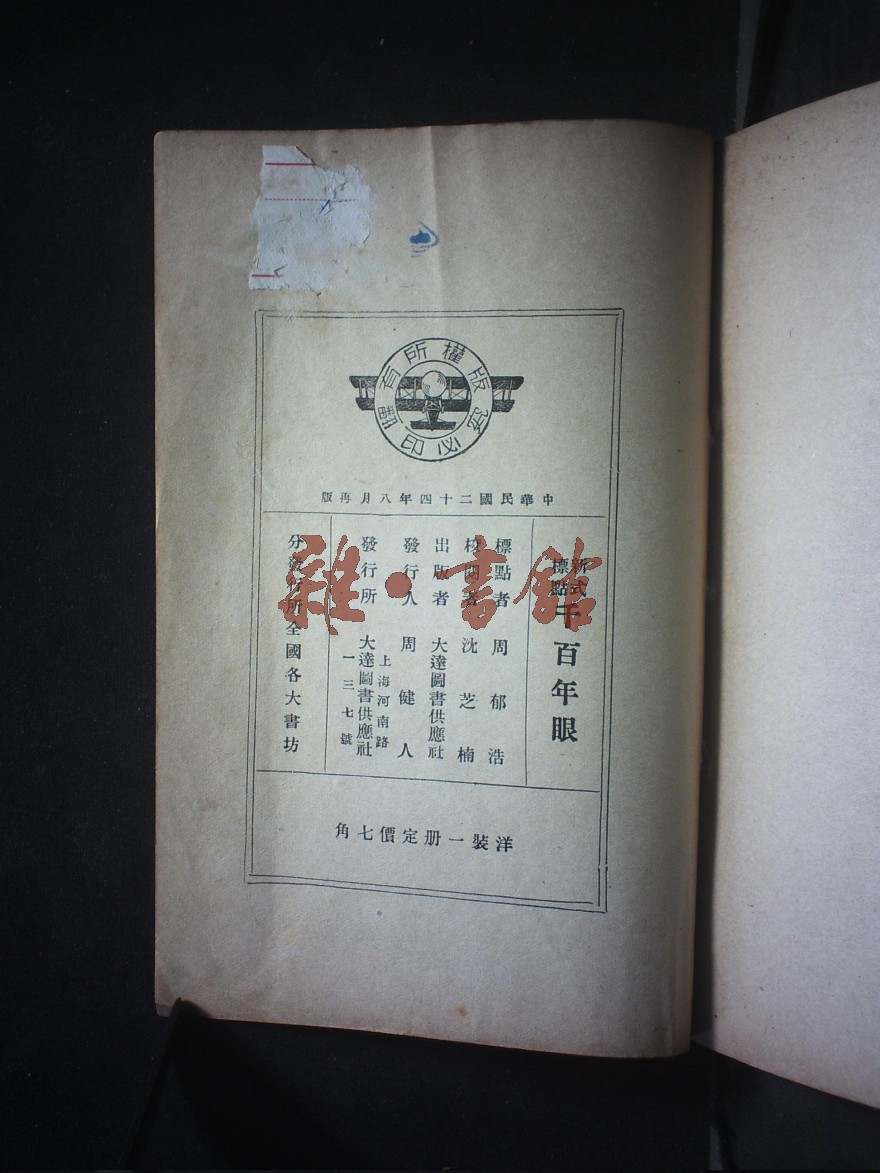 版權所有
翻印必究
中華民國二十四年八月再版
新式標點千百年眼
標點者 周郁浩
校閱者 沈芝楠
出版者 大達圖書供應社
發行人 周健人
發行所 大達圖書供應社
上海河南路
一三七號
分發行所全國各大書坊
洋裝一册定價七角
雜·書館